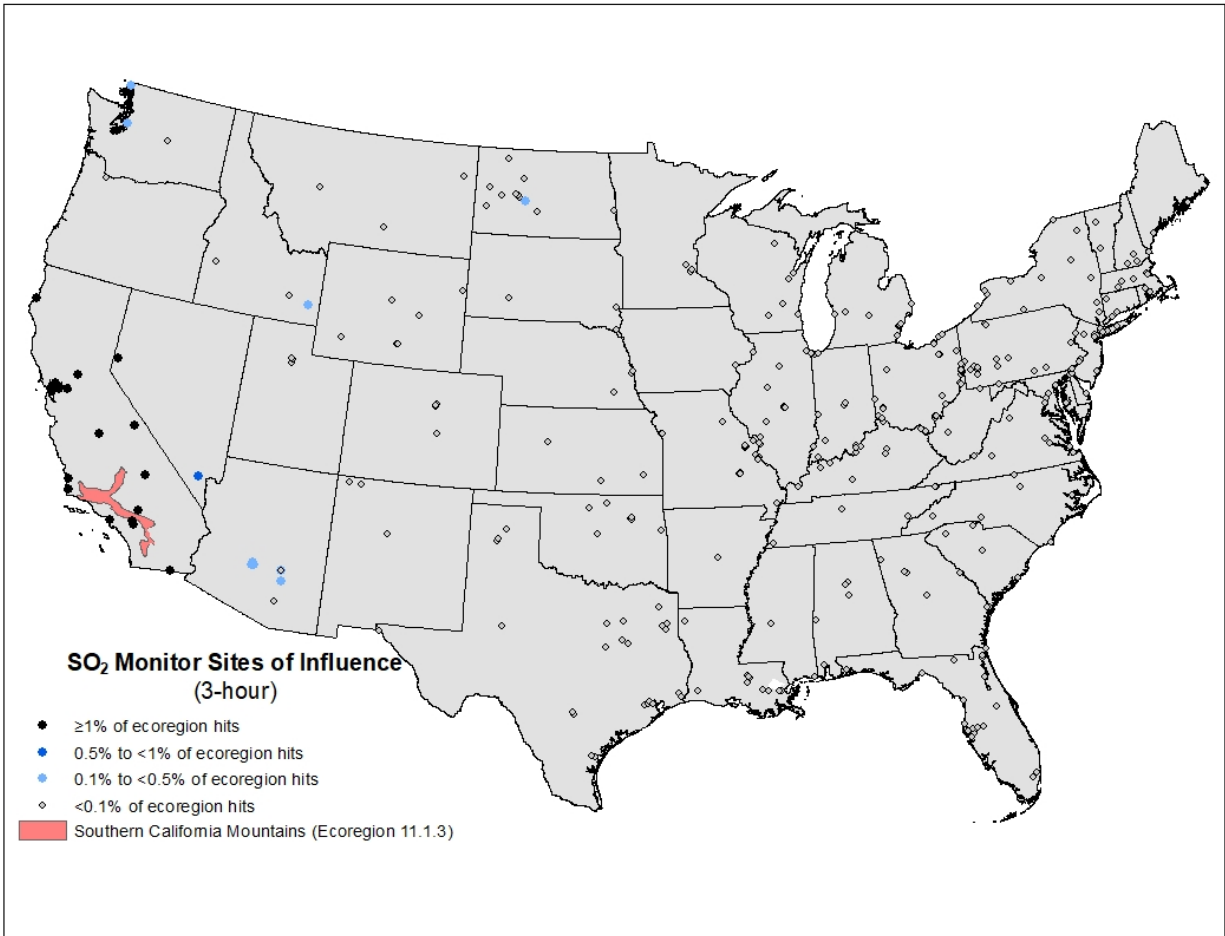 SO₂ Monitor Sites of Influence
(3-hour)
≥1% of ecoregion hits
0.5% to <1% of ecoregion hits
0.1% to <0.5% of ecoregion hits
<0.1% of ecoregion hits
Southern California Mountains (Ecoregion 11.1.3)